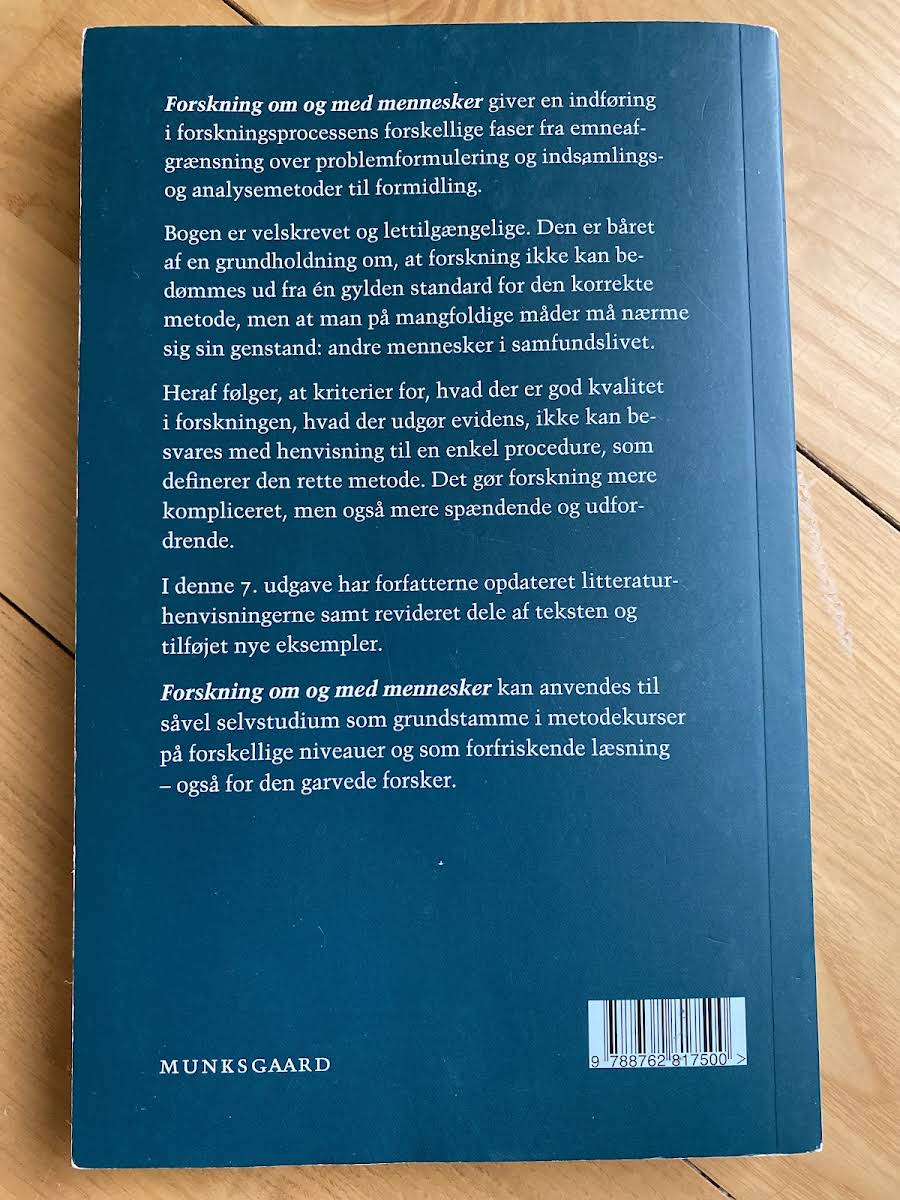 Forskning om og med mennesker giver en indføring
i forskningsprocessens forskellige faser fra emneaf-
grænsning over problemformulering og indsamlings-
og analysemetoder til formidling.
Bogen er velskrevet og lettilgængelige. Den er båret
af en grundholdning om, at forskning ikke kan be-
dømmes ud fra én gylden standard for den korrekte
metode, men at man på mangfoldige måder må nærme
sig sin genstand: andre mennesker i samfundslivet.
Heraf følger, at kriterier for, hvad der er god kvalitet
i forskningen, hvad der udgør evidens, ikke kan be-
svares med henvisning til en enkel procedure, som
definerer den rette metode. Det gør forskning mere
kompliceret, men også mere spændende og udfor-
drende.
I denne 7. udgave har forfatterne opdateret litteratur-
henvisningerne samt revideret dele af teksten og
tilføjet nye eksempler.
Forskning om og med mennesker kan anvendes til
såvel selvstudium som grundstamme i metodekurser
på forskellige niveauer og som forfriskende læsning
– også for den garvede forsker.
MUNKSGAARD
9 788762 817500 >